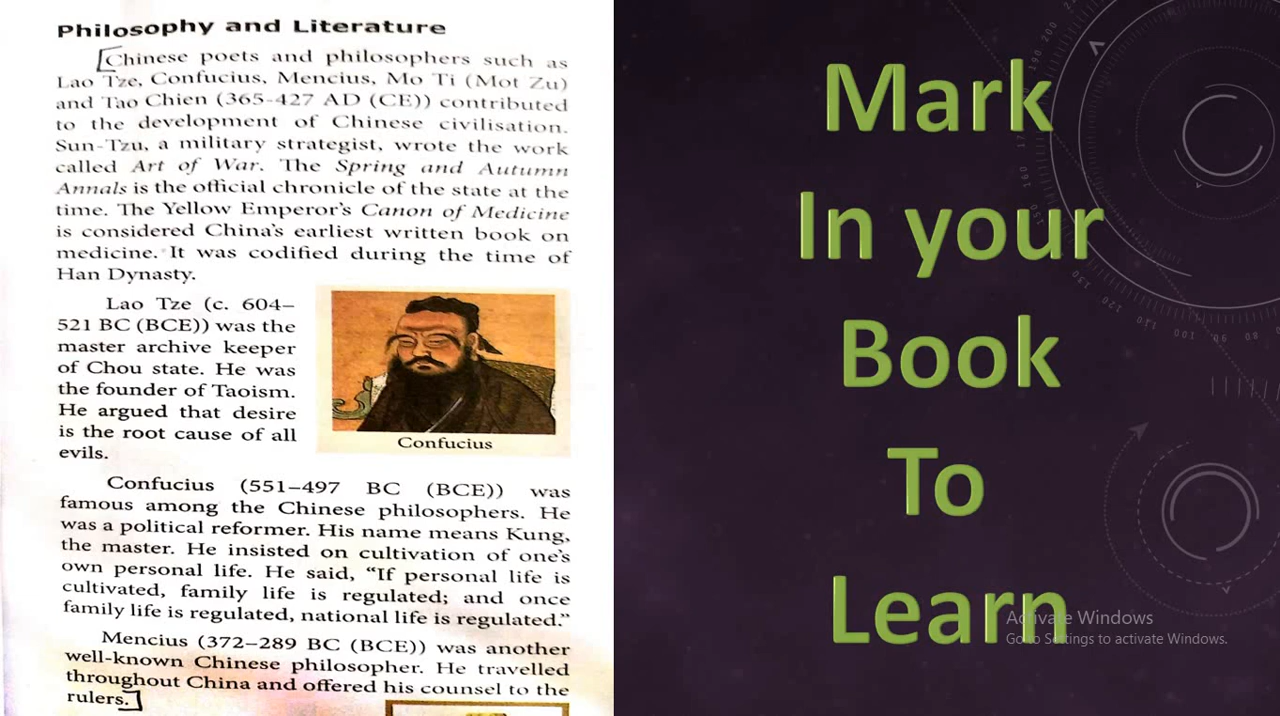 Philosophy and Literature
Chinese poets and philosophers such as
Lao Tze, Confucius, Mencius, Mo Ti (Mot Zu)
and Tao Chien (365-427 AD (CE)) contributed
to the development of Chinese civilisation.
Sun-Tzu, a military strategist, wrote the work
called Art of War. The Spring and Autumn
Annals is the official chronicle of the state at the
time. The Yellow Emperor's Canon of Medicine
is considered China's earliest written book on
medicine. It was codified during the time of
Han Dynasty.
Lao Tze (c. 604–
521 BC (BCE)) was the
master archive keeper
of Chou state. He was
the founder of Taoism.
He argued that desire
is the root cause of all
evils.
Confucius
Confucius (551–497 BC (BCE)) was
famous among the Chinese philosophers. He
was a political reformer. His name means Kung,
the master. He insisted on cultivation of one's
own personal life. He said, “If personal life is
cultivated, family life is regulated; and once
family life is regulated, national life is regulated.”
Mencius (372–289 BC (BCE)) was another
well-known Chinese philosopher. He travelled
throughout China and offered his counsel to the
rulers.
Mark
In your
Book
To
Learn
Activate Windows
Go to Settings to activate Windows.